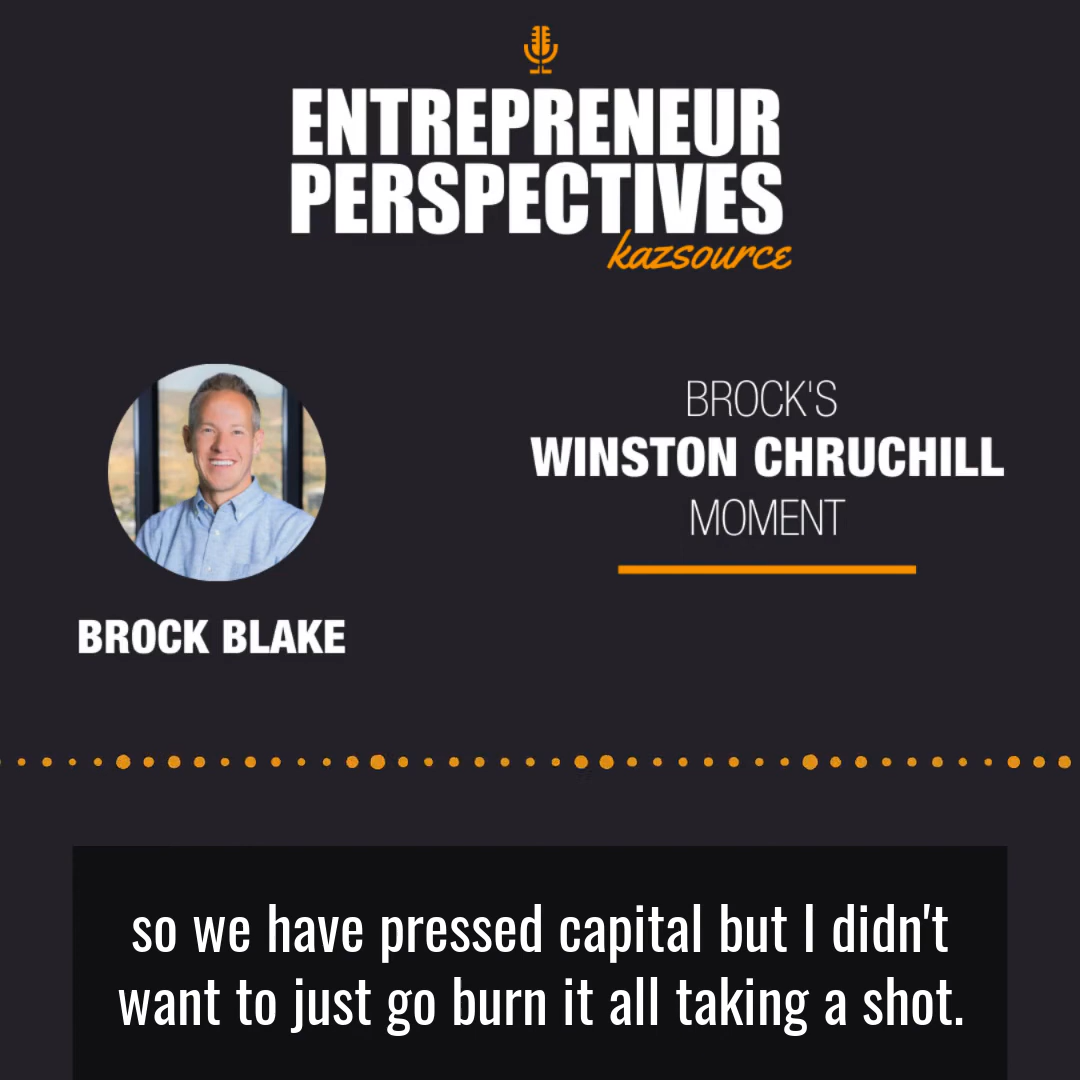 ENTREPRENEUR
PERSPECTIVES
kazsource
BROCK'S
WINSTON CHRUCHILL
MOMENT
BROCK BLAKE
so we have pressed capital but I didn't
want to just go burn it all taking a shot.